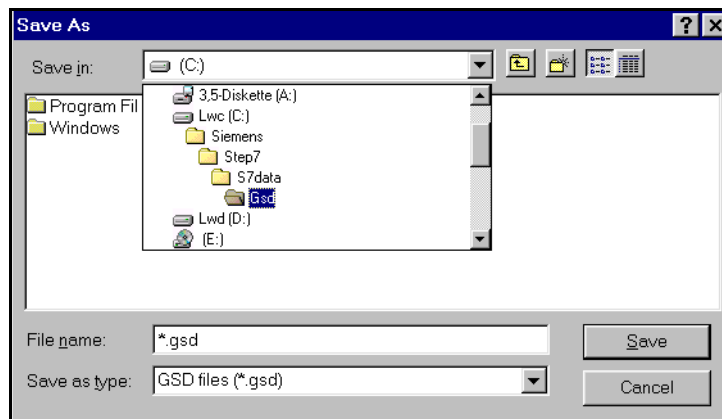 Save As
Save in:
(C:)
Program Fil
Windows
3,5-Diskette (A:)
Lwc (C:)
Siemens
Step7
S7data
Gsd
Lwd (D:)
(E:)
File name:
*.gsd
Save
Save as type:
GSD files (*.gsd)
Cancel